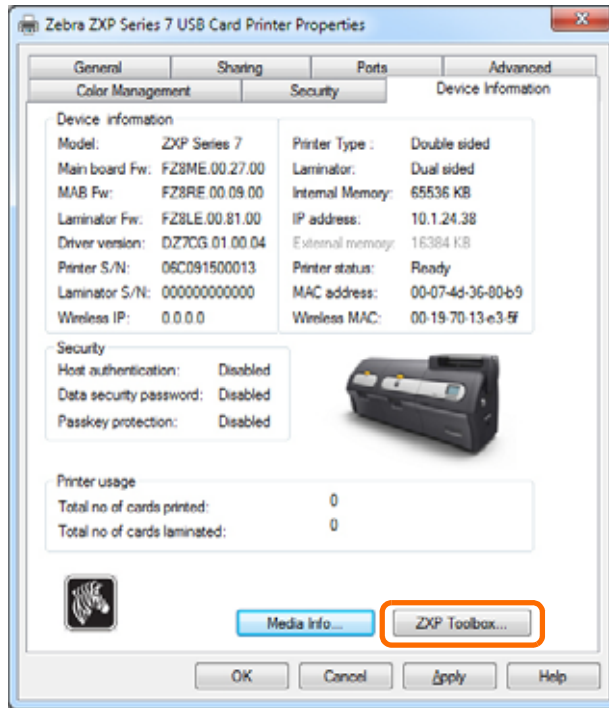 Zebra ZXP Series 7 USB Card Printer Properties
General Sharing Ports Advanced
Color Management Security Device Information
Device information
Model: ZXP Series 7
Main board Fw: FZ8ME.00.27.00
MAB Fw: FZ8RE.00.09.00
Laminator Fw: FZ8LE.00.81.00
Driver version: DZ7CG.01.00.04
Printer S/N: 06C091500013
Laminator S/N: 000000000000
Wireless IP: 0.0.0.0
Printer Type : Double sided
Laminator: Dual sided
Internal Memory: 65536 KB
IP address: 10.1.24.38
External memory: 16384 KB
Printer status: Ready
MAC address: 00-07-4d-36-80-b9
Wireless MAC: 00-19-70-13-e3-5f
Security
Host authentication: Disabled
Data security password: Disabled
Passkey protection: Disabled
Printer usage
Total no of cards printed: 0
Total no of cards laminated: 0
Media Info... ZXP Toolbox...
OK Cancel Apply Help